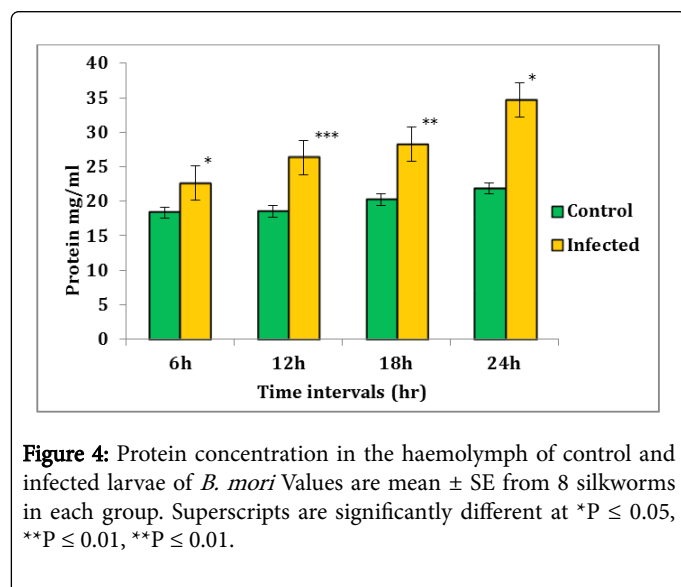 40
35
30
25
20
15
10
5
0
Protein mg/ml
*
***
**
*
Control
Infected
6h 12h 18h 24h
Time intervals (hr)
Figure 4: Protein concentration in the haemolymph of control and
infected larvae of B. mori Values are mean ± SE from 8 silkworms
in each group. Superscripts are significantly different at *P ≤ 0.05,
**P ≤ 0.01, **P ≤ 0.01.